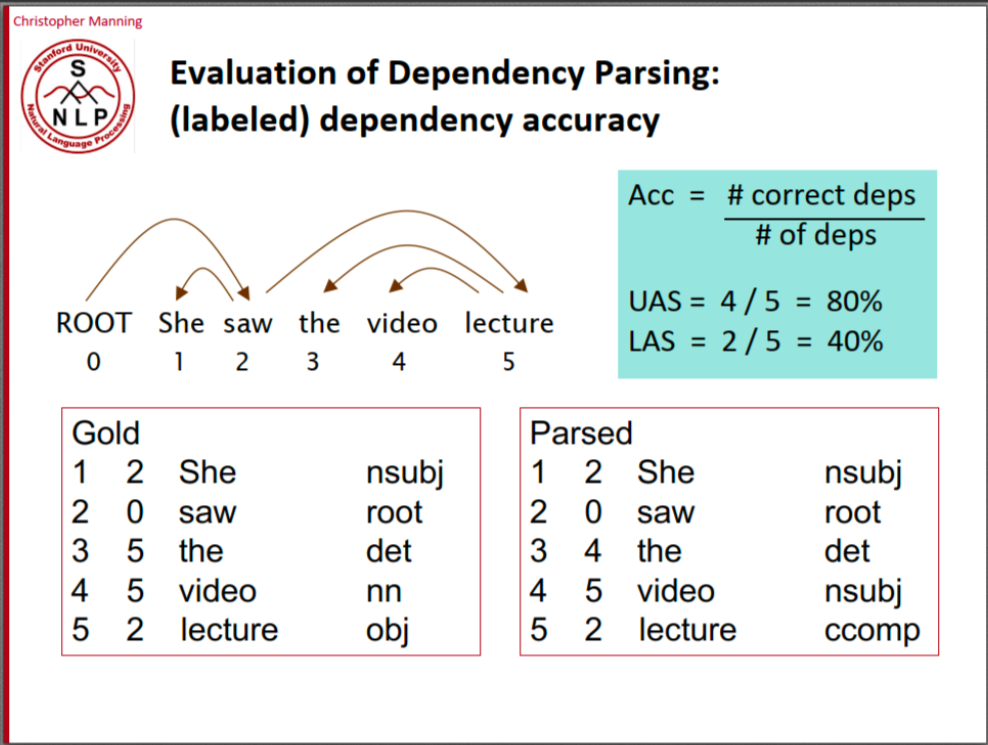 Christopher Manning
Stanford University
S
NLP
Natural Language Processing
Evaluation of Dependency Parsing:
(labeled) dependency accuracy
Acc = # correct deps
# of deps
UAS = 4 / 5 = 80%
LAS = 2 / 5 = 40%
ROOT She saw the video lecture
0 1 2 3 4 5
Gold
1 2 She nsubj
2 0 saw root
3 5 the det
4 5 video nn
5 2 lecture obj
Parsed
1 2 She nsubj
2 0 saw root
3 4 the det
4 5 video nsubj
5 2 lecture ccomp